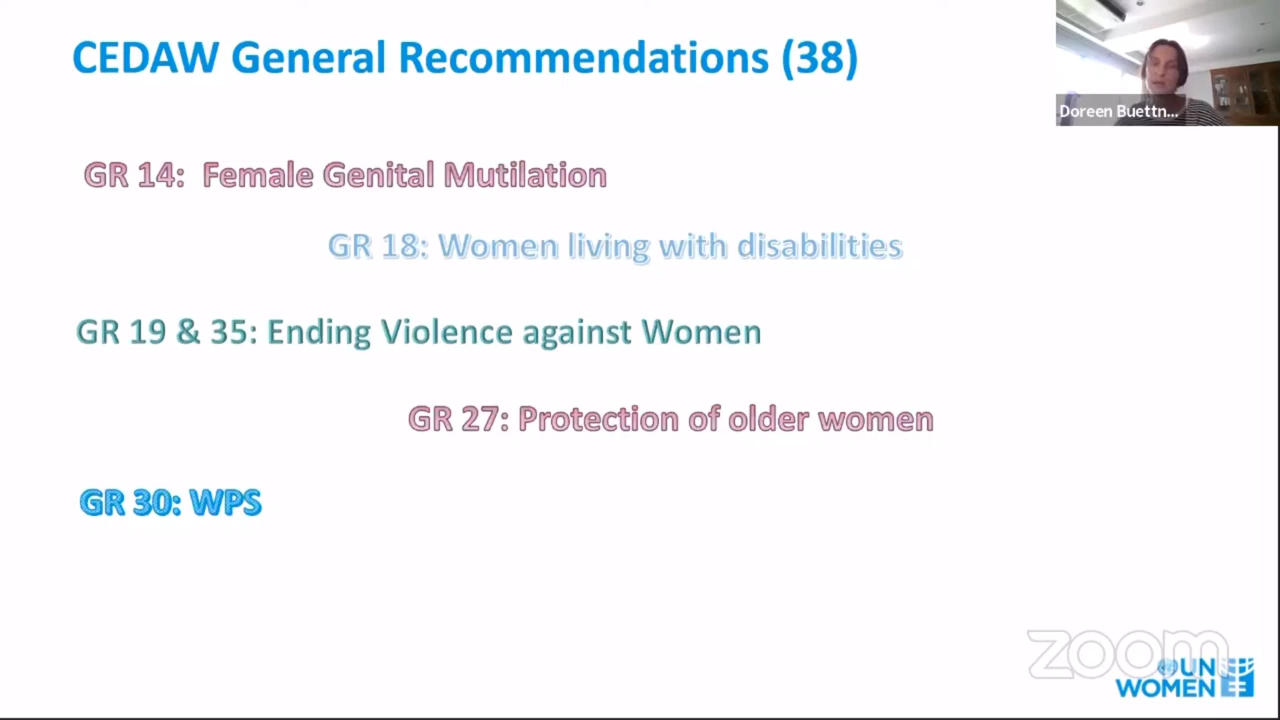 CEDAW General Recommendations (38)
Doreen Buettn...
GR 14: Female Genital Mutilation
GR 18: Women living with disabilities
GR 19 & 35: Ending Violence against Women
GR 27: Protection of older women
GR 30: WPS
zoom
UN
WOMEN